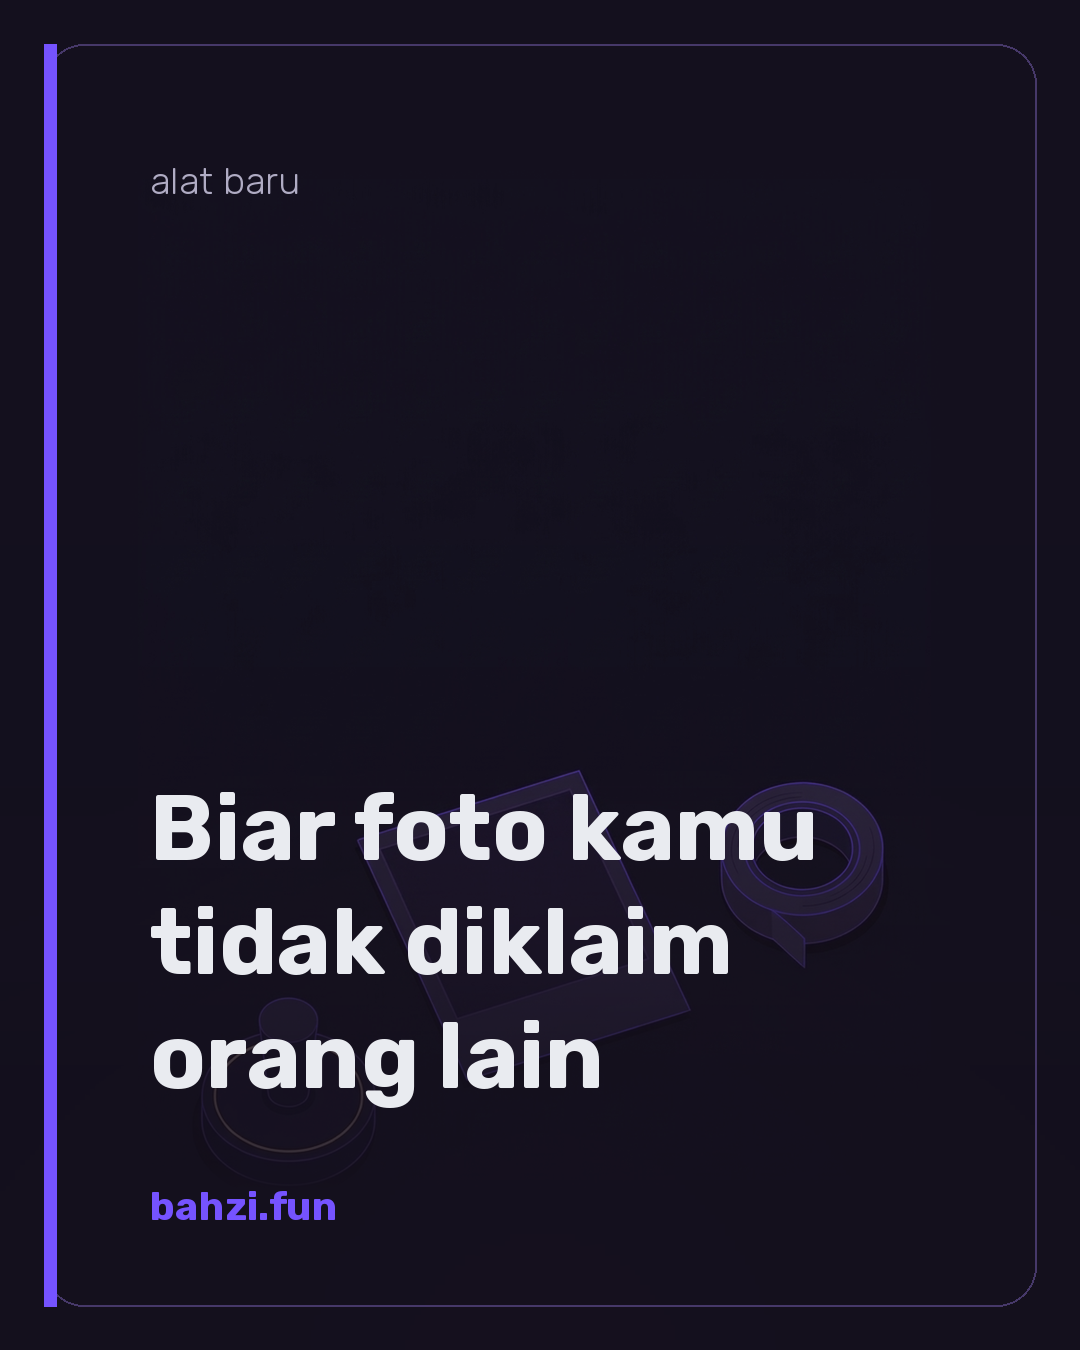 alat baru
Biar foto kamu
tidak diklaim
orang lain
bahzi.fun